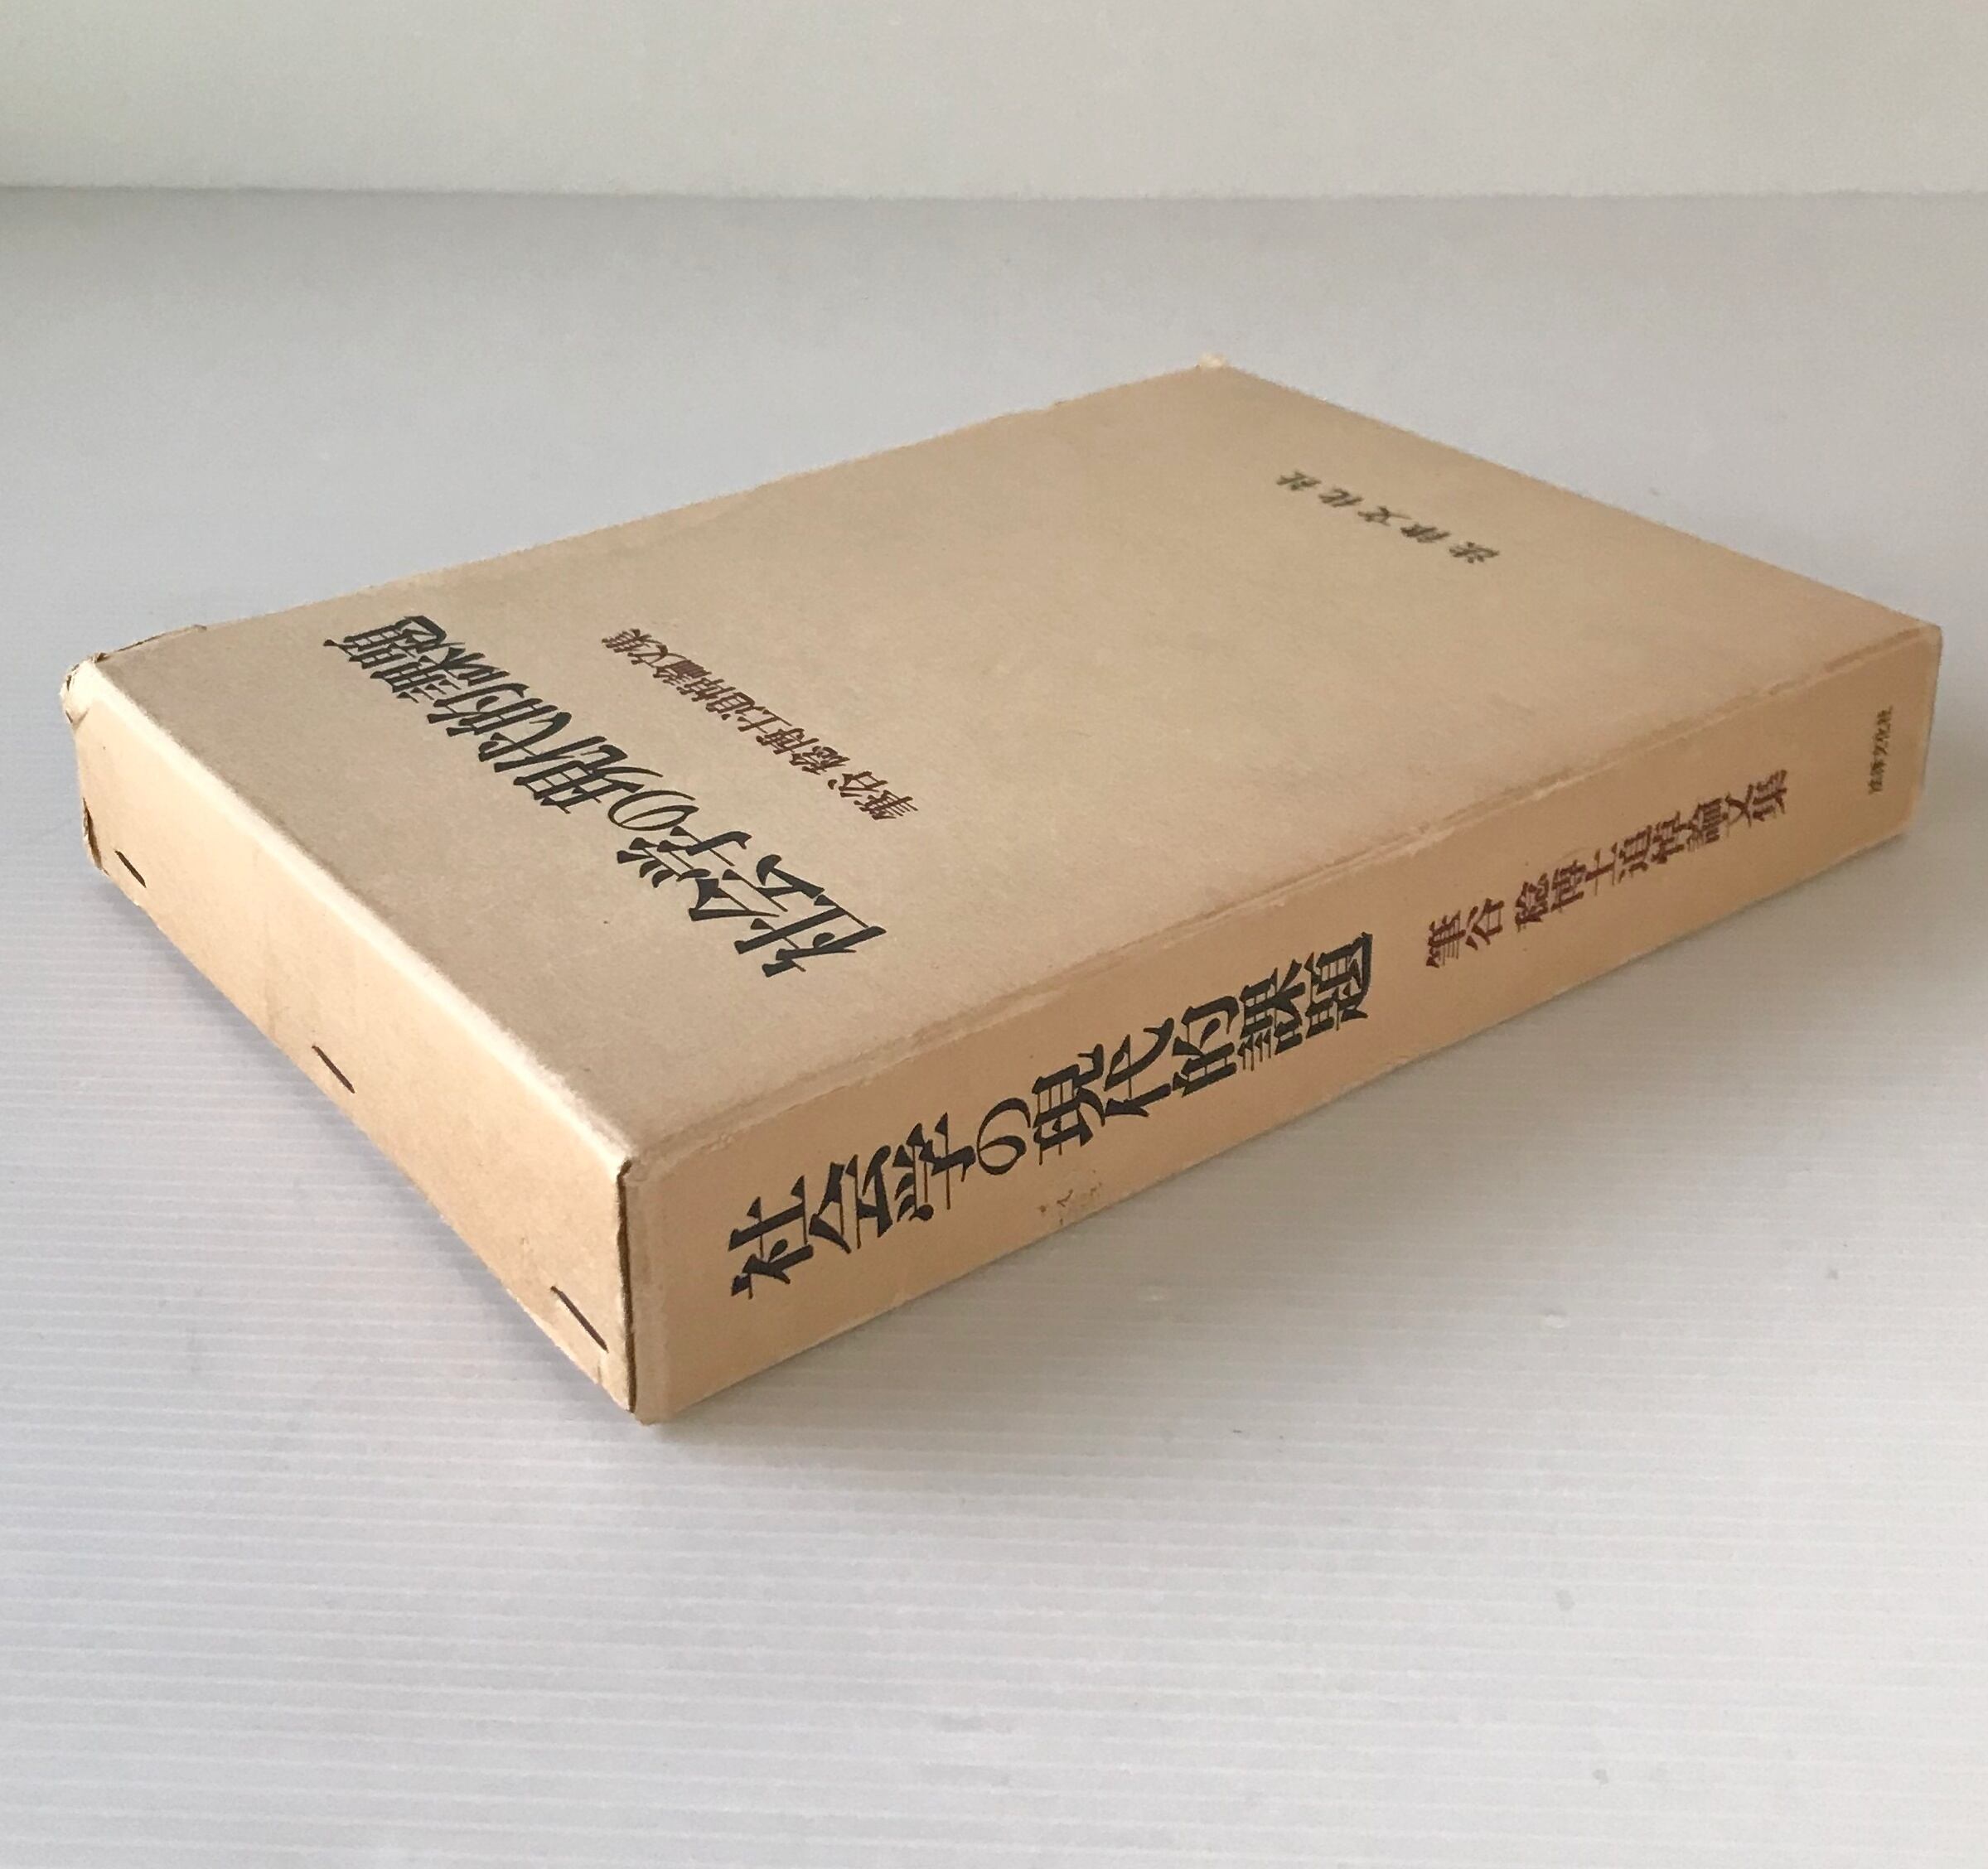 社会学の現代的課題
筆谷 稔博士追悼論文集
法律文化社
社会学の現代的課題
筆谷 稔博士追悼論文集
法律文化社